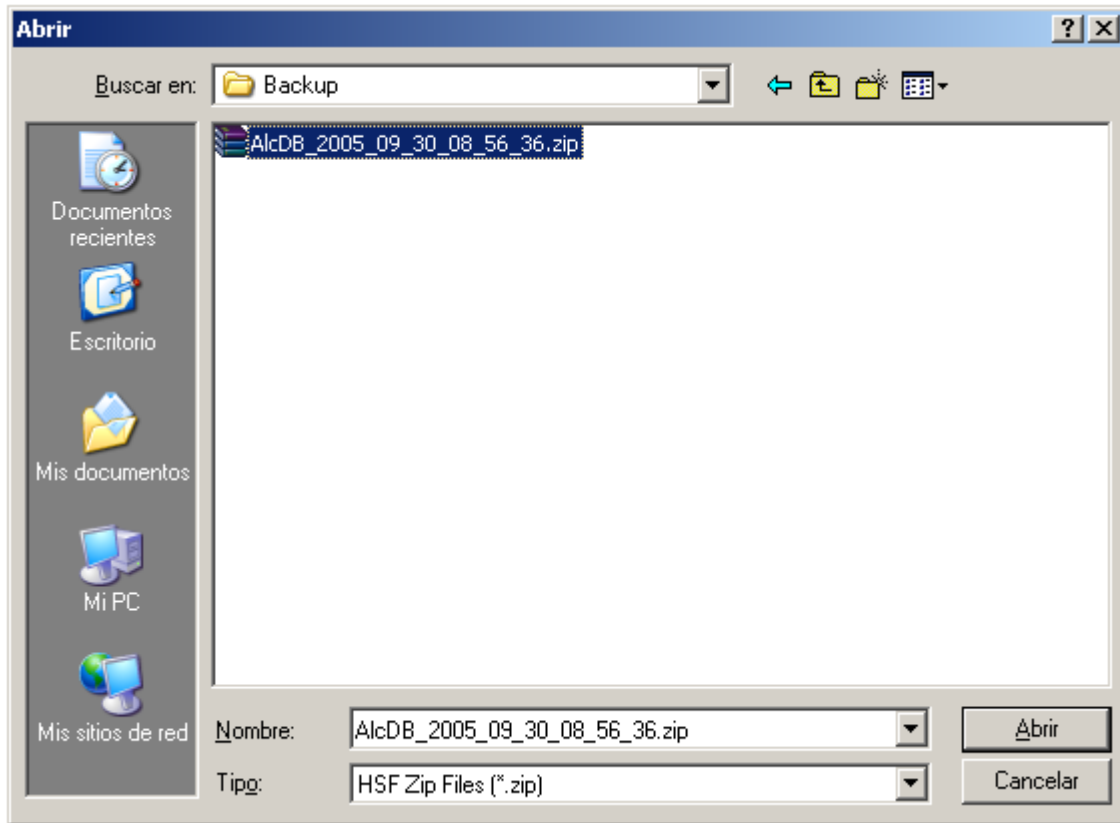 Abrir
Buscar en: Backup
AlcDB_2005_09_30_08_56_36.zip
Documentos
recientes
Escritorio
Mis documentos
Mi PC
Mis sitios de red
Nombre: AlcDB_2005_09_30_08_56_36.zip Abrir
Tipo: HSF Zip Files (*.zip) Cancelar